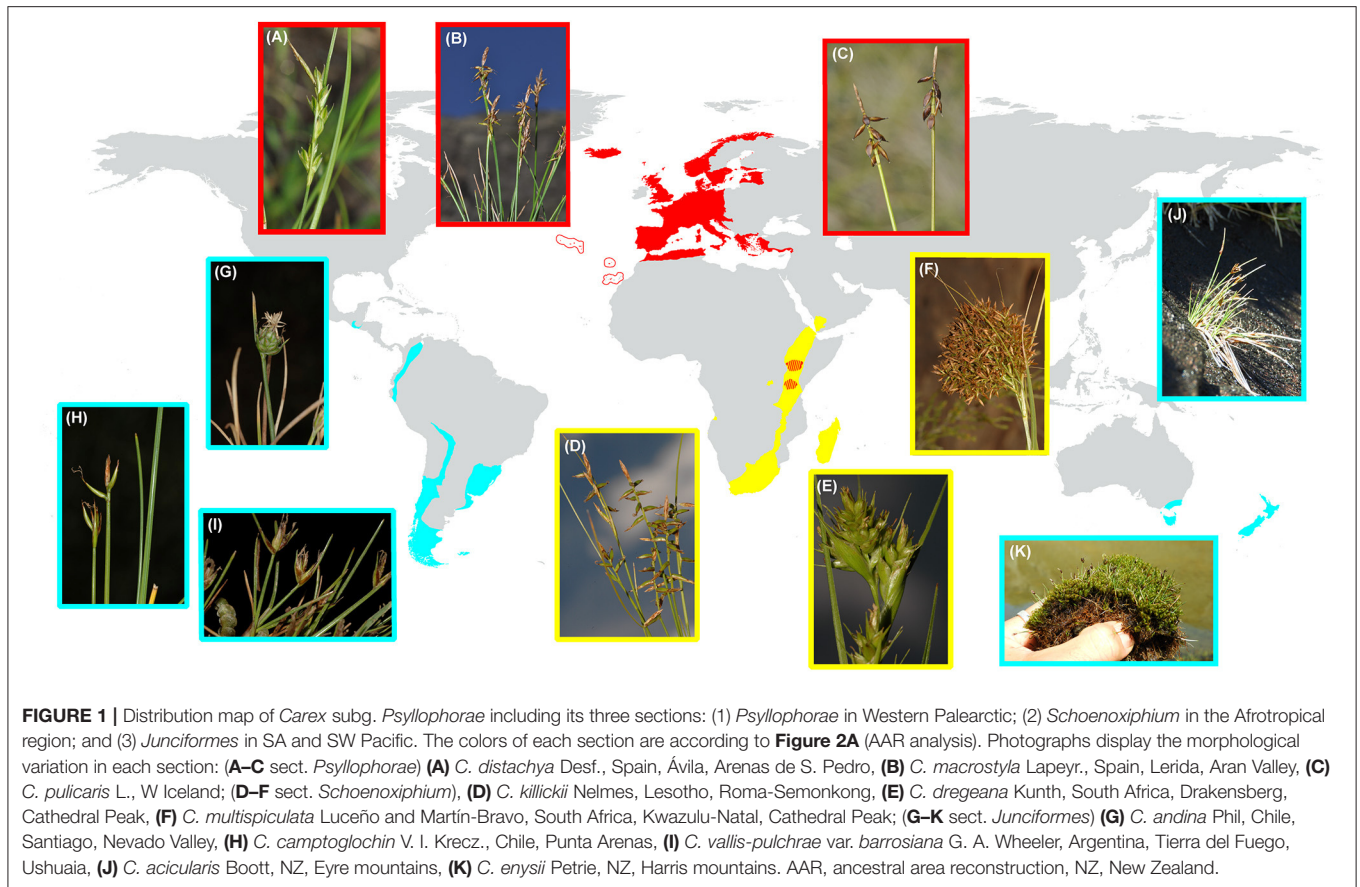 (A)
(B)
(C)
(J)
(G)
(F)
(H)
(D)
(E)
(I)
(K)
FIGURE 1 | Distribution map of Carex subg. Psyllophorae including its three sections: (1) Psyllophorae in Western Palearctic; (2) Schoenoxiphium in the Afrotropical
region; and (3) Junciformes in SA and SW Pacific. The colors of each section are according to Figure 2A (AAR analysis). Photographs display the morphological
variation in each section: (A–C sect. Psyllophorae) (A) C. distachya Desf., Spain, Ávila, Arenas de S. Pedro, (B) C. macrostyla Lapeyr., Spain, Lerida, Aran Valley, (C)
C. pulicaris L., W Iceland; (D–F sect. Schoenoxiphium), (D) C. killickii Nelmes, Lesotho, Roma-Semonkong, (E) C. dregeana Kunth, South Africa, Drakensberg,
Cathedral Peak, (F) C. multispiculata Luceño and Martín-Bravo, South Africa, Kwazulu-Natal, Cathedral Peak; (G–K sect. Junciformes) (G) C. andina Phil, Chile,
Santiago, Nevado Valley, (H) C. camptoglochin V. I. Krecz., Chile, Punta Arenas, (I) C. vallis-pulchrae var. barrosiana G. A. Wheeler, Argentina, Tierra del Fuego,
Ushuaia, (J) C. acicularis Boott, NZ, Eyre mountains, (K) C. enysii Petrie, NZ, Harris mountains. AAR, ancestral area reconstruction, NZ, New Zealand.